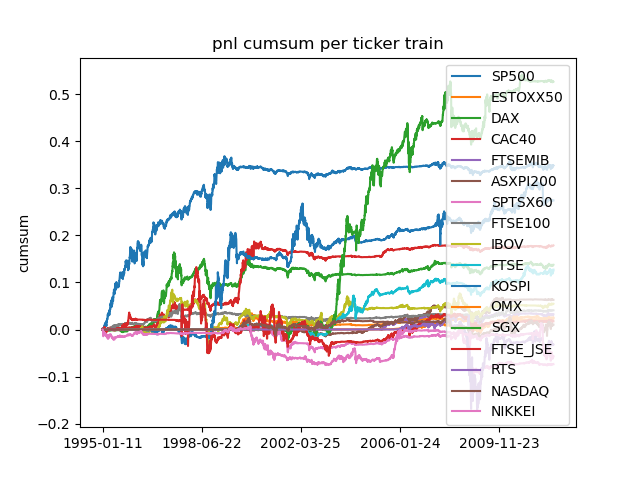 pnl cumsum per ticker train
cumsum
0.5
0.4
0.3
0.2
0.1
0.0
−0.1
−0.2
1995-01-11
1998-06-22
2002-03-25
2006-01-24
2009-11-23
SP500
ESTOXX50
DAX
CAC40
FTSEMIB
ASXPI200
SPTSX60
FTSE100
IBOV
FTSE
KOSPI
OMX
SGX
FTSE_JSE
RTS
NASDAQ
NIKKEI